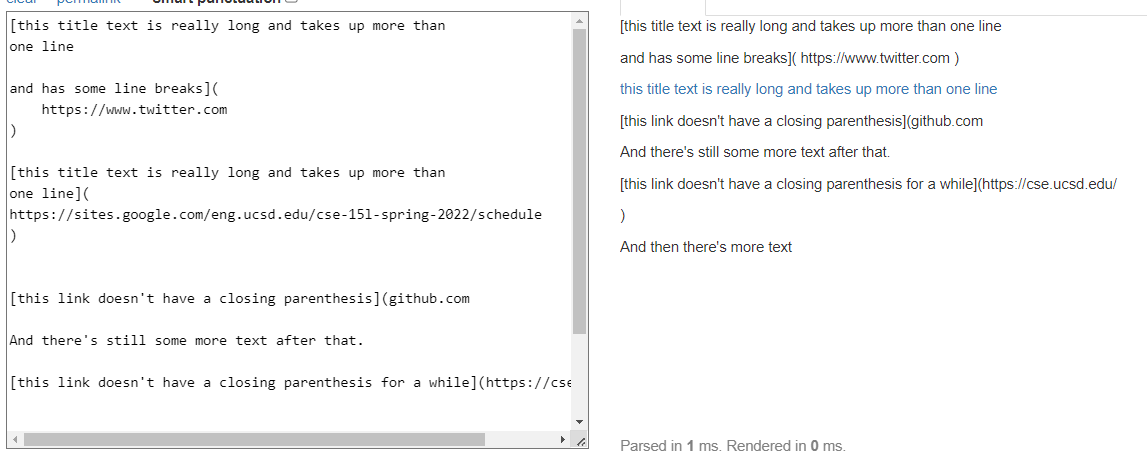 clear permalink Smart punctuation
[this title text is really long and takes up more than
one line
and has some line breaks](
https://www.twitter.com
)
[this title text is really long and takes up more than
one line](
https://sites.google.com/eng.ucsd.edu/cse-15l-spring-2022/schedule
)
[this link doesn't have a closing parenthesis](github.com
And there's still some more text after that.
[this link doesn't have a closing parenthesis for a while](https://cse
[this title text is really long and takes up more than one line
and has some line breaks]( https://www.twitter.com )
this title text is really long and takes up more than one line
[this link doesn't have a closing parenthesis](github.com
And there's still some more text after that.
[this link doesn't have a closing parenthesis for a while](https://cse.ucsd.edu/
)
And then there's more text
Parsed in 1 ms. Rendered in 0 ms.